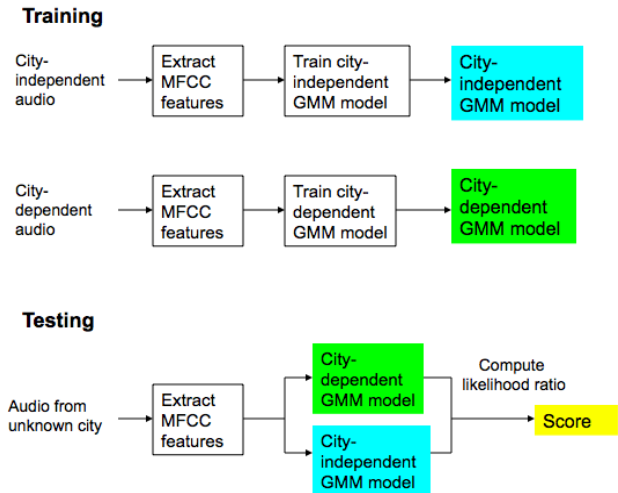 Training
City-
independent
audio
Extract
MFCC
features
Train city-
independent
GMM model
City-
independent
GMM model
City-
dependent
audio
Extract
MFCC
features
Train city-
dependent
GMM model
City-
dependent
GMM model
Testing
Audio from
unknown city
Extract
MFCC
features
City-
dependent
GMM model
City-
independent
GMM model
Compute
likelihood ratio
Score